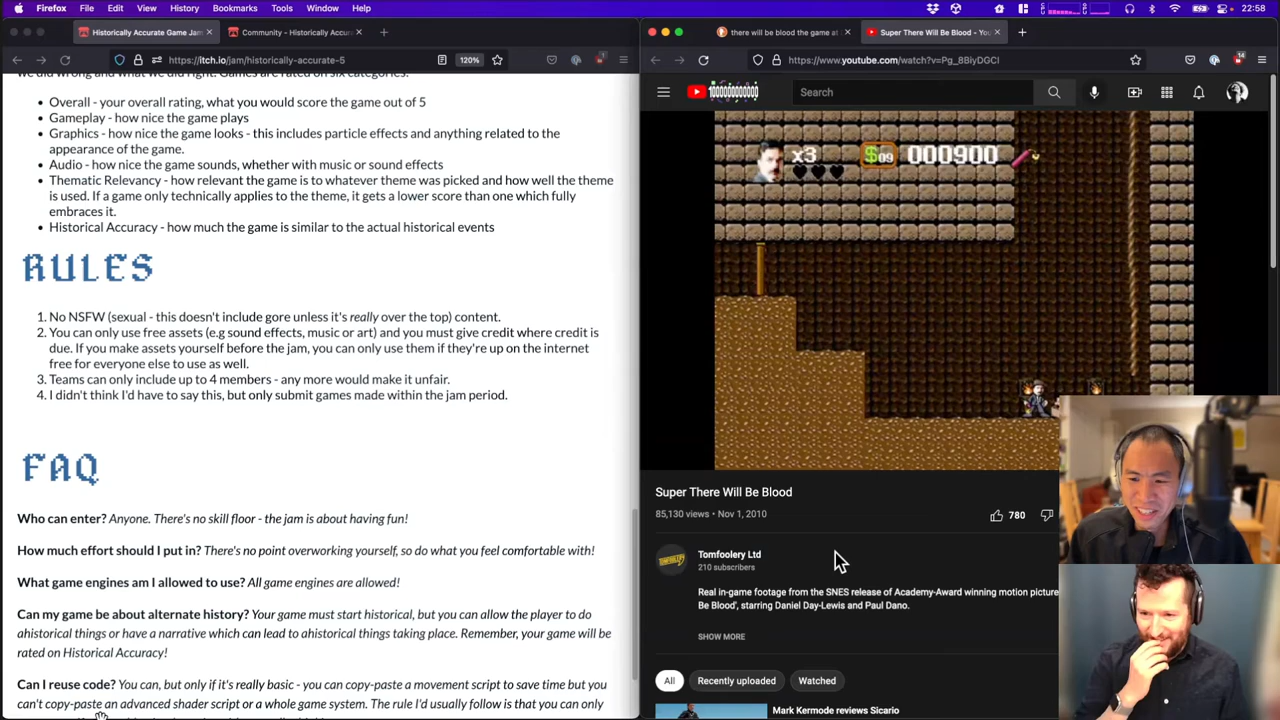 Firefox File Edit View History Bookmarks Tools Window Help 22:58
Historically Accurate Game Jam
Community - Historically Accurate
https://itch.io/jam/historically-accurate-5
120%
Overall - your overall rating, what you would score the game out of 5
Gameplay - how nice the game plays
Graphics - how nice the game looks - this includes particle effects and anything related to the
appearance of the game.
Audio - how nice the game sounds, whether with music or sound effects
Thematic Relevancy - how relevant the game is to whatever theme was picked and how well the theme
is used. If a game only technically applies to the theme, it gets a lower score than one which fully
embraces it.
Historical Accuracy - how much the game is similar to the actual historical events
RULES
1. No NSFW (sexual - this doesn't include gore unless it's really over the top) content.
2. You can only use free assets (e.g sound effects, music or art) and you must give credit where credit is
due. If you make assets yourself before the jam, you can only use them if they're up on the internet
free for everyone else to use as well.
3. Teams can only include up to 4 members - any more would make it unfair.
4. I didn't think I'd have to say this, but only submit games made within the jam period.
FAQ
Who can enter? Anyone. There's no skill floor - the jam is about having fun!
How much effort should I put in? There's no point overworking yourself, so do what you feel comfortable with!
What game engines am I allowed to use? All game engines are allowed!
Can my game be about alternate history? Your game must start historical, but you can allow the player to do
ahistorical things or have a narrative which can lead to ahistorical things taking place. Remember, your game will be
rated on Historical Accuracy!
Can I reuse code? You can, but only if it's really basic - you can copy-paste a movement script to save time but you
can't copy-paste an advanced shader script or a whole game system. The rule I'd usually follow is that you can only
there will be blood the game at
Super There Will Be Blood - You
https://www.youtube.com/watch?v=Pg_8BiyDGCI
Search
x3 $09 000900
Super There Will Be Blood
85,130 views • Nov 1, 2010
780
Tomfoolery Ltd
210 subscribers
Real in-game footage from the SNES release of Academy-Award winning motion picture
Be Blood', starring Daniel Day-Lewis and Paul Dano.
SHOW MORE
All Recently uploaded Watched
Mark Kermode reviews Sicario